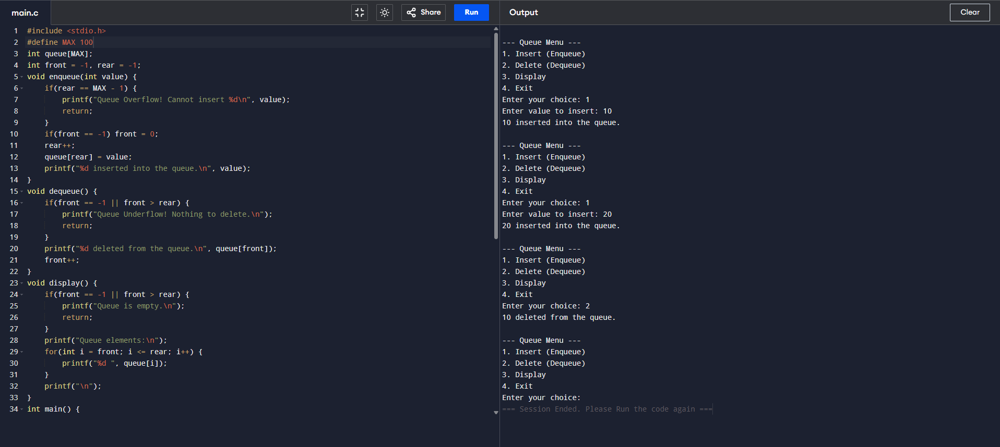 main.c
Share
Run
Output
Clear
1 #include <stdio.h>
2 #define MAX 100
3 int queue[MAX];
4 int front = -1, rear = -1;
5 void enqueue(int value) {
6     if(rear == MAX - 1) {
7         printf("Queue Overflow! Cannot insert %d\n", value);
8         return;
9     }
10     if(front == -1) front = 0;
11     rear++;
12     queue[rear] = value;
13     printf("%d inserted into the queue.\n", value);
14 }
15 void dequeue() {
16     if(front == -1 || front > rear) {
17         printf("Queue Underflow! Nothing to delete.\n");
18         return;
19     }
20     printf("%d deleted from the queue.\n", queue[front]);
21     front++;
22 }
23 void display() {
24     if(front == -1 || front > rear) {
25         printf("Queue is empty.\n");
26         return;
27     }
28     printf("Queue elements:\n");
29     for(int i = front; i <= rear; i++) {
30         printf("%d ", queue[i]);
31     }
32     printf("\n");
33 }
34 int main() {
--- Queue Menu ---
1. Insert (Enqueue)
2. Delete (Dequeue)
3. Display
4. Exit
Enter your choice: 1
Enter value to insert: 10
10 inserted into the queue.
--- Queue Menu ---
1. Insert (Enqueue)
2. Delete (Dequeue)
3. Display
4. Exit
Enter your choice: 1
Enter value to insert: 20
20 inserted into the queue.
--- Queue Menu ---
1. Insert (Enqueue)
2. Delete (Dequeue)
3. Display
4. Exit
Enter your choice: 2
10 deleted from the queue.
--- Queue Menu ---
1. Insert (Enqueue)
2. Delete (Dequeue)
3. Display
4. Exit
Enter your choice:
=== Session Ended. Please Run the code again ===